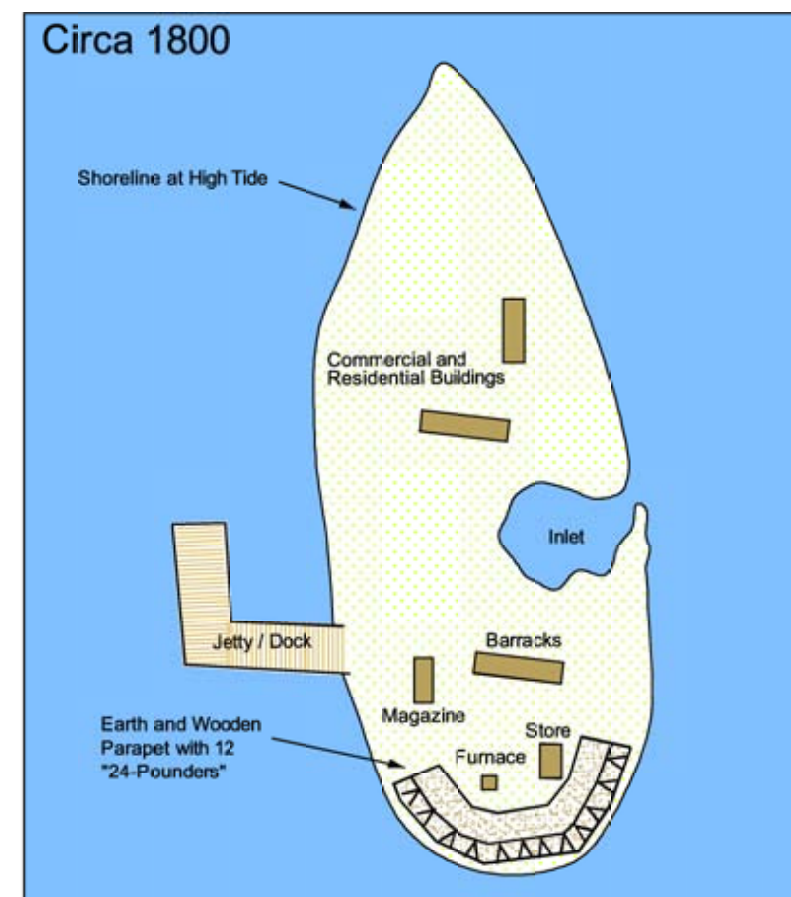 Circa 1800
Shoreline at High Tide
Commercial and
Residential Buildings
Inlet
Jetty / Dock
Barracks
Magazine
Earth and Wooden
Parapet with 12
"24-Pounders"
Store
Furnace